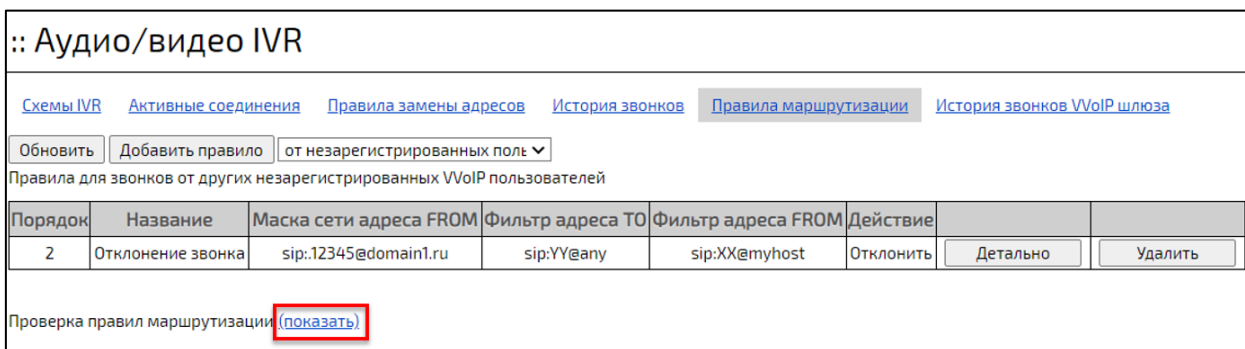 :: Аудио/видео IVR
Схемы IVR Активные соединения Правила замены адресов История звонков Правила маршрутизации История звонков VVoIP шлюза
Обновить Добавить правило от незарегистрированных поль
Правила для звонков от других незарегистрированных VVoIP пользователей
Порядок Название Маска сети адреса FROM Фильтр адреса TO Фильтр адреса FROM Действие
2 Отклонение звонка sip:.12345@domain1.ru sip:YY@any sip:XX@myhost Отклонить Детально Удалить
Проверка правил маршрутизации (показать)